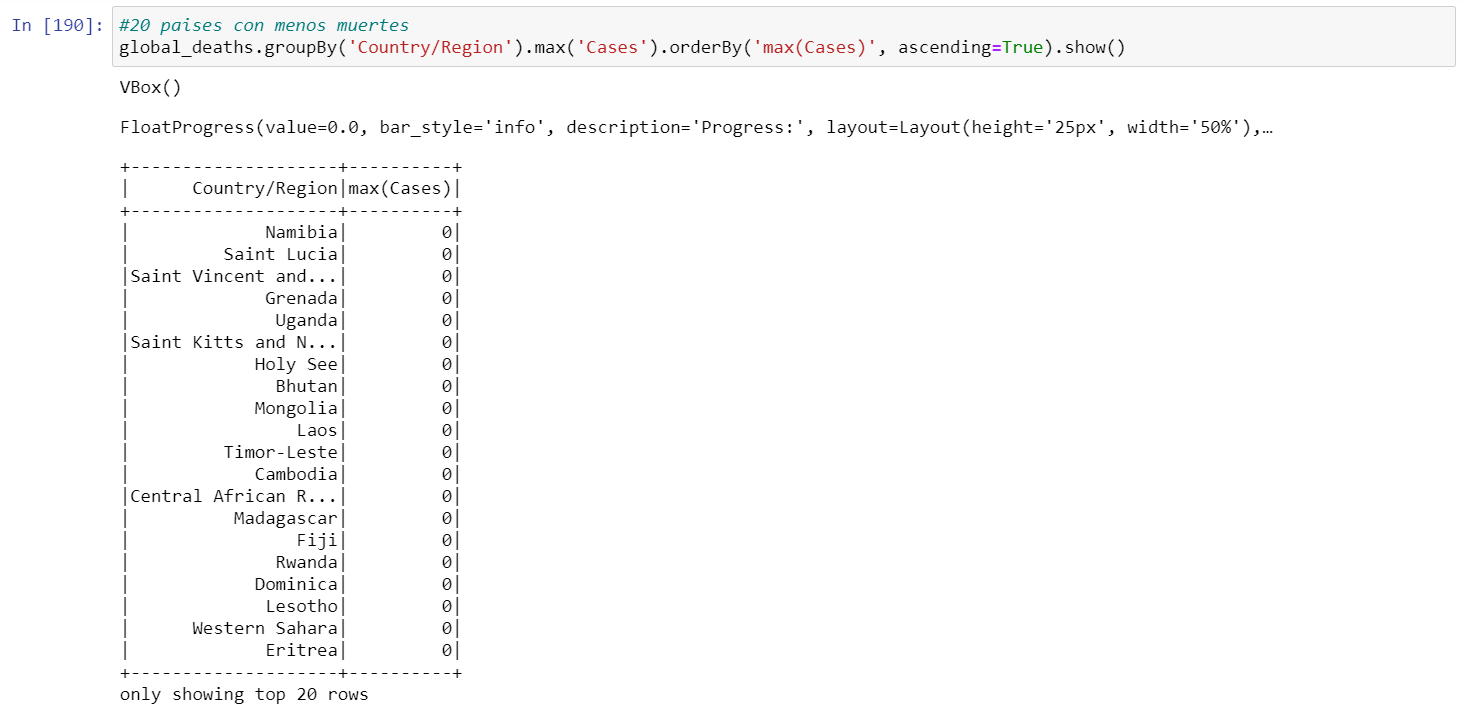 In [190]: #20 paises con menos muertes
global_deaths.groupBy('Country/Region').max('Cases').orderBy('max(Cases)', ascending=True).show()
VBox()
FloatProgress(value=0.0, bar_style='info', description='Progress:', layout=Layout(height='25px', width='50%'),…
+--------------------+----------+
|      Country/Region|max(Cases)|
+--------------------+----------+
|             Namibia|         0|
|         Saint Lucia|         0|
|Saint Vincent and...|         0|
|             Grenada|         0|
|              Uganda|         0|
|Saint Kitts and N...|         0|
|            Holy See|         0|
|              Bhutan|         0|
|            Mongolia|         0|
|                Laos|         0|
|         Timor-Leste|         0|
|            Cambodia|         0|
|Central African R...|         0|
|          Madagascar|         0|
|                Fiji|         0|
|              Rwanda|         0|
|            Dominica|         0|
|             Lesotho|         0|
|      Western Sahara|         0|
|             Eritrea|         0|
+--------------------+----------+
only showing top 20 rows